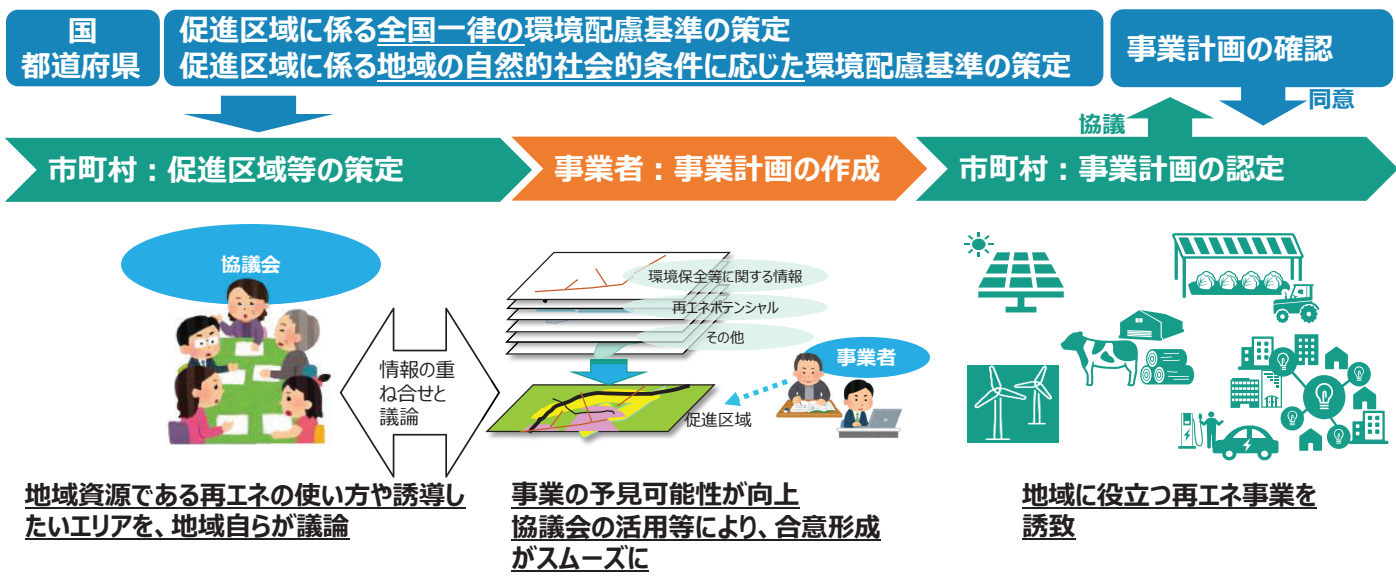 国
都道府県
促進区域に係る全国一律の環境配慮基準の策定
促進区域に係る地域の自然的社会的条件に応じた環境配慮基準の策定
事業計画の確認
協議
同意
市町村：促進区域等の策定
事業者：事業計画の作成
市町村：事業計画の認定
協議会
情報の重
ね合せと
議論
環境保全等に関する情報
再エネポテンシャル
その他
事業者
促進区域
地域資源である再エネの使い方や誘導し
たいエリアを、地域自らが議論
事業の予見可能性が向上
協議会の活用等により、合意形成
がスムーズに
地域に役立つ再エネ事業を
誘致